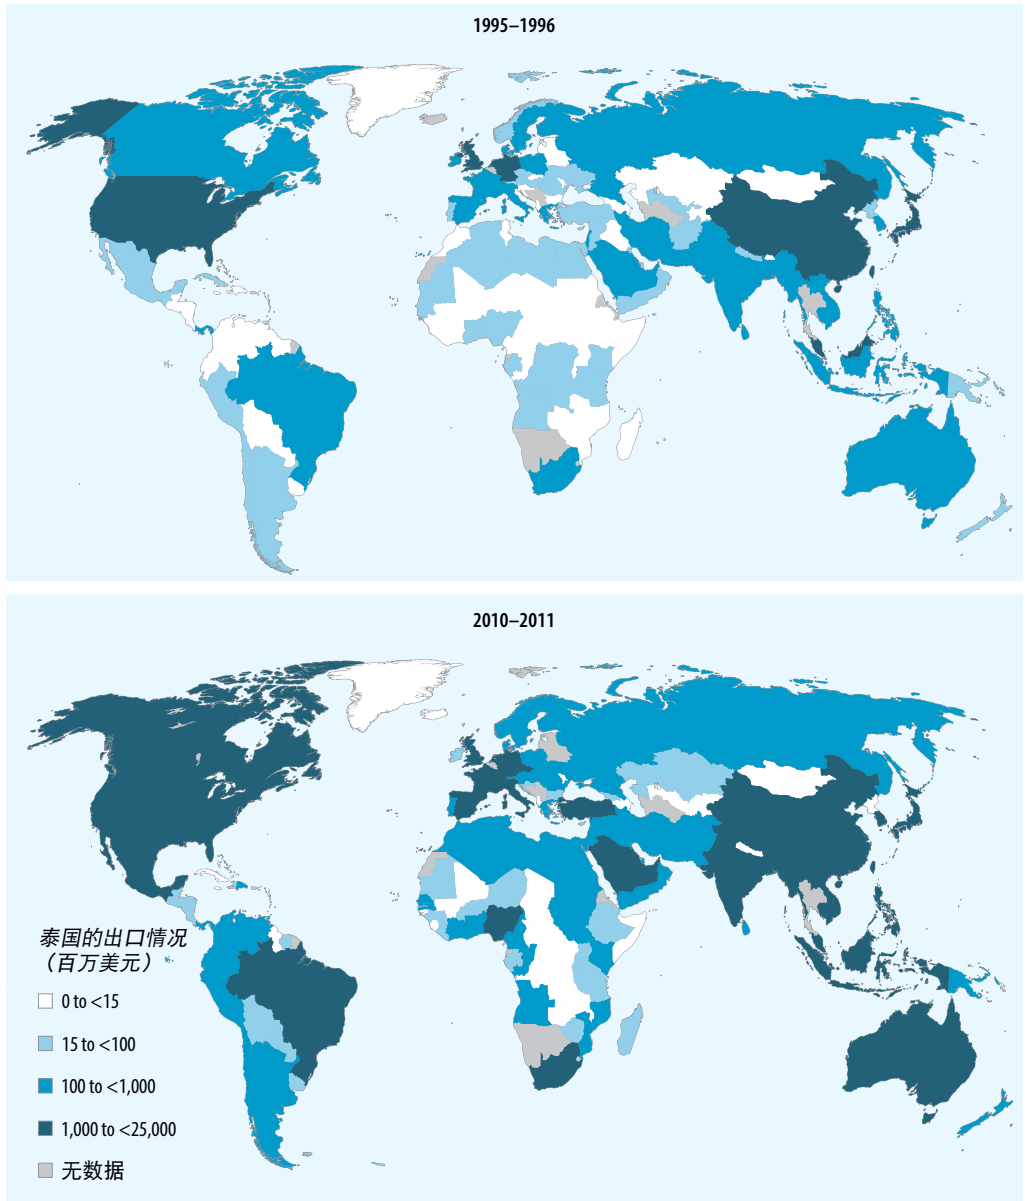 1995–1996
2010–2011
泰国的出口情况
（百万美元）
0 to <15
15 to <100
100 to <1,000
1,000 to <25,000
无数据